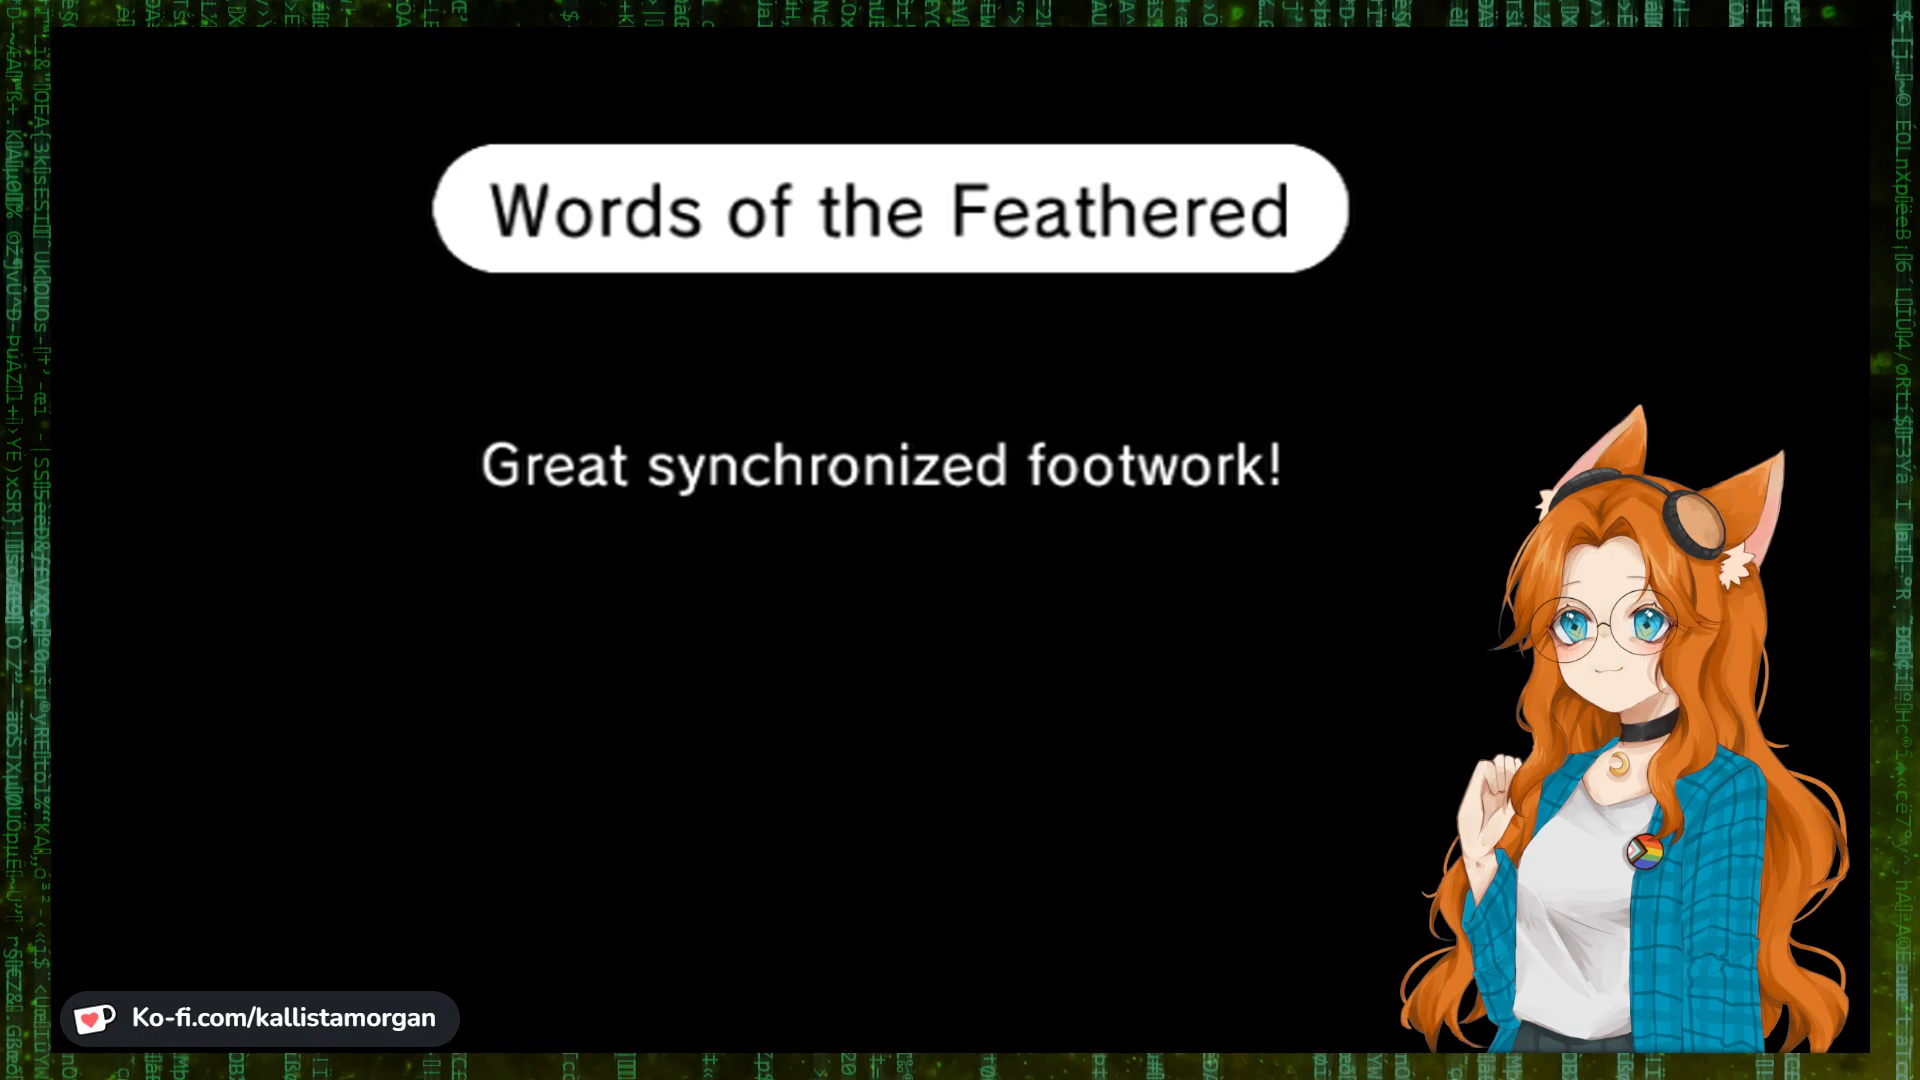 Words of the Feathered
Great synchronized footwork!
Ko-fi.com/kallistamorgan